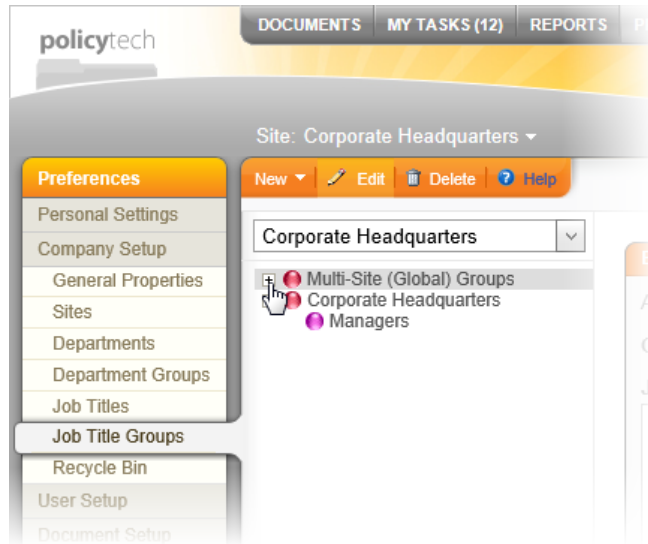 policytech
DOCUMENTS MY TASKS (12) REPORTS
Site: Corporate Headquarters
Preferences
New Edit Delete Help
Personal Settings
Company Setup
General Properties
Sites
Departments
Department Groups
Job Titles
Job Title Groups
Recycle Bin
User Setup
Document Setup
Corporate Headquarters
Multi-Site (Global) Groups
Corporate Headquarters
Managers